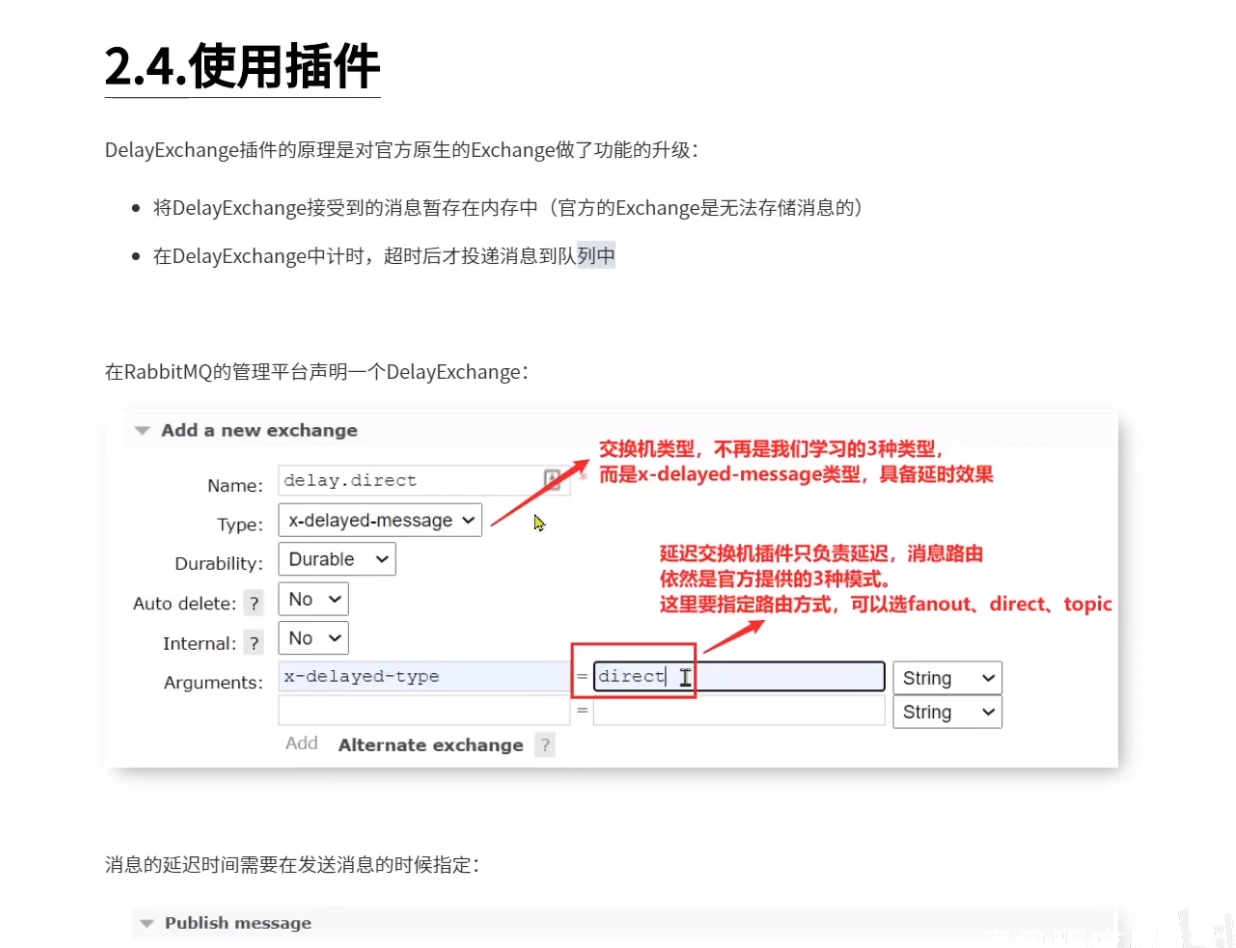 2.4.使用插件
DelayExchange插件的原理是对官方原生的Exchange做了功能的升级：
将DelayExchange接受到的消息暂存在内存中（官方的Exchange是无法存储消息的）
在DelayExchange中计时，超时后才投递消息到队列中
在RabbitMQ的管理平台声明一个DelayExchange：
Add a new exchange
交换机类型，不再是我们学习的3种类型，
而是x-delayed-message类型，具备延时效果
Name: delay.direct *
Type: x-delayed-message
Durability: Durable
延迟交换机插件只负责延迟，消息路由
依然是官方提供的3种模式。
这里要指定路由方式，可以选fanout、direct、topic
Auto delete: ? No
Internal: ? No
Arguments: x-delayed-type = direct String
= String
Add Alternate exchange ?
消息的延迟时间需要在发送消息的时候指定：
Publish message